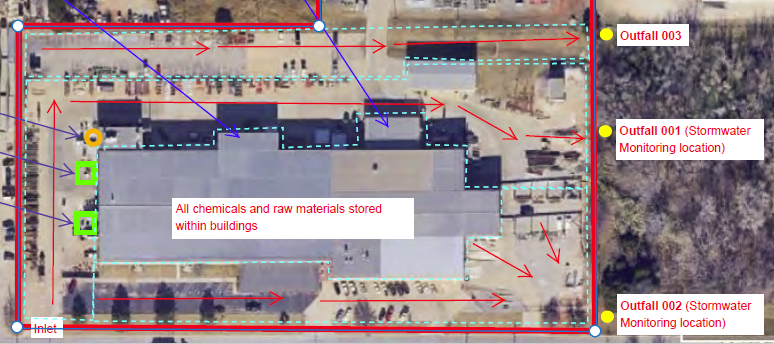 Outfall 003
Outfall 001 (Stormwater
Monitoring location)
All chemicals and raw materials stored
within buildings
Outfall 002 (Stormwater
Monitoring location)
Inlet